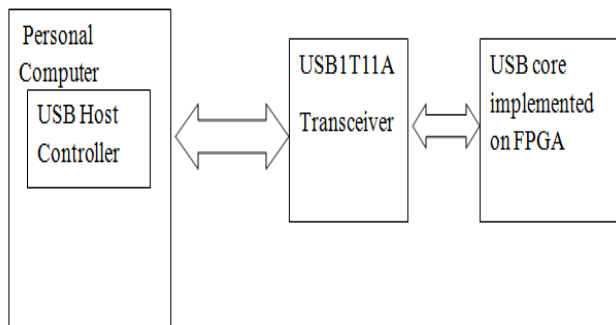 Personal
Computer
USB Host
Controller
USB1T11A
Transceiver
USB core
implemented
on FPGA